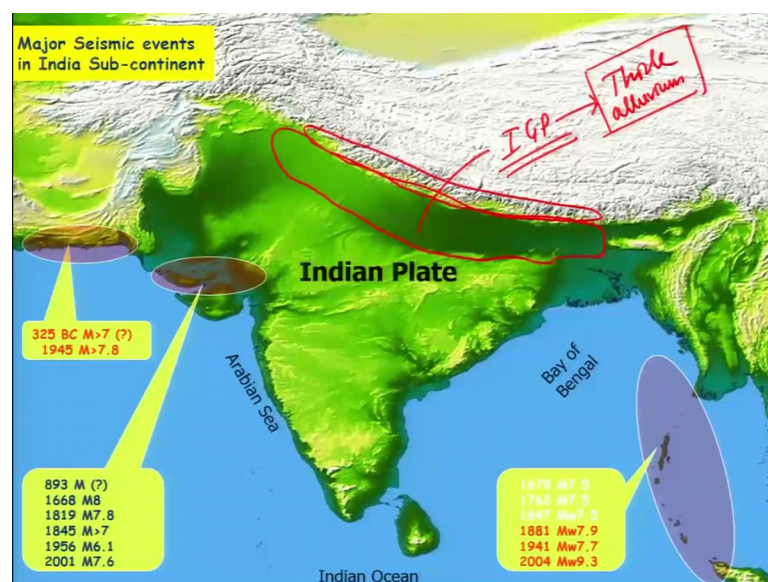 Major Seismic events
in India Sub-continent
IGP
Thick
alluvium
Indian Plate
325 BC M>7 (?)
1945 M>7.8
Arabian Sea
Bay of
Bengal
893 M (?)
1668 M8
1819 M7.8
1845 M>7
1956 M6.1
2001 M7.6
1679 M7.5
1762 M7.5
1847 Mw7.5
1881 Mw7.9
1941 Mw7.7
2004 Mw9.3
Indian Ocean